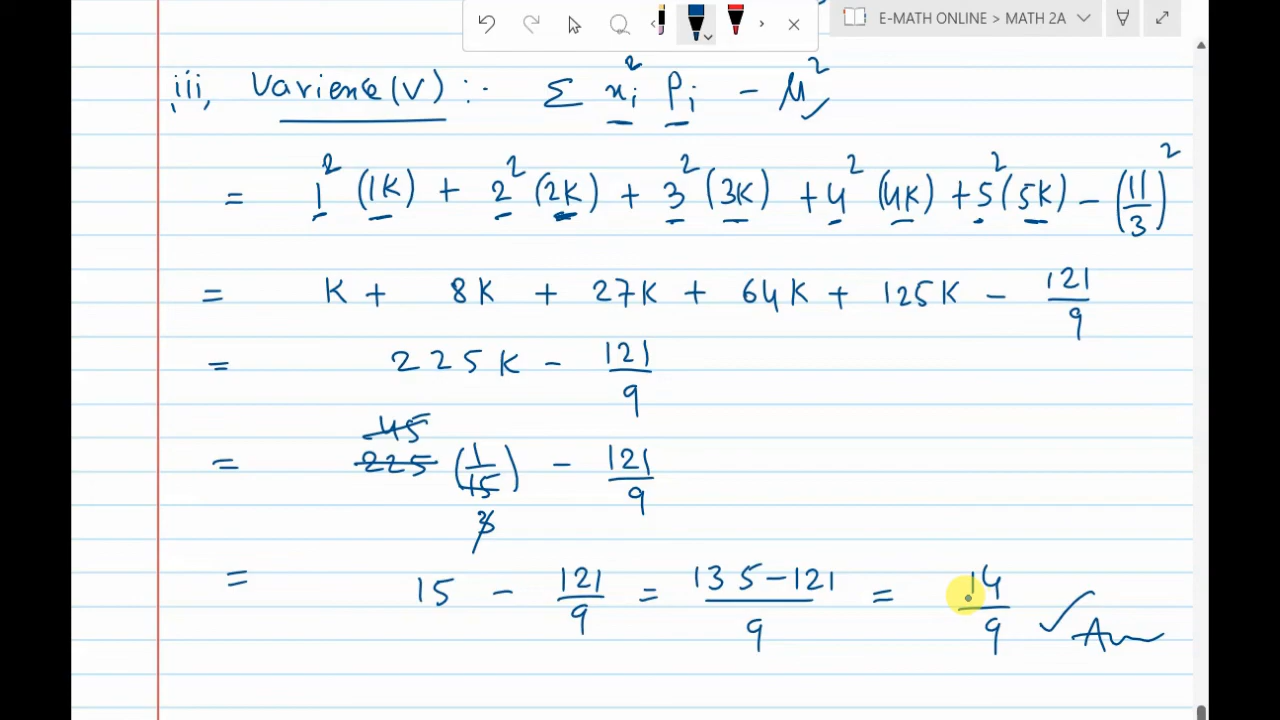 E-MATH ONLINE > MATH 2A
iii, Varience(V) :- Σ xi² Pi - μ²
= 1² (1K) + 2² (2K) + 3² (3K) + 4² (4K) + 5² (5K) - (11/3)²
= K + 8K + 27K + 64K + 125K - 121/9
= 225K - 121/9
45
= 225 (1/15) - 121/9
3
= 15 - 121/9 = 135-121/9 = 14/9 ✓